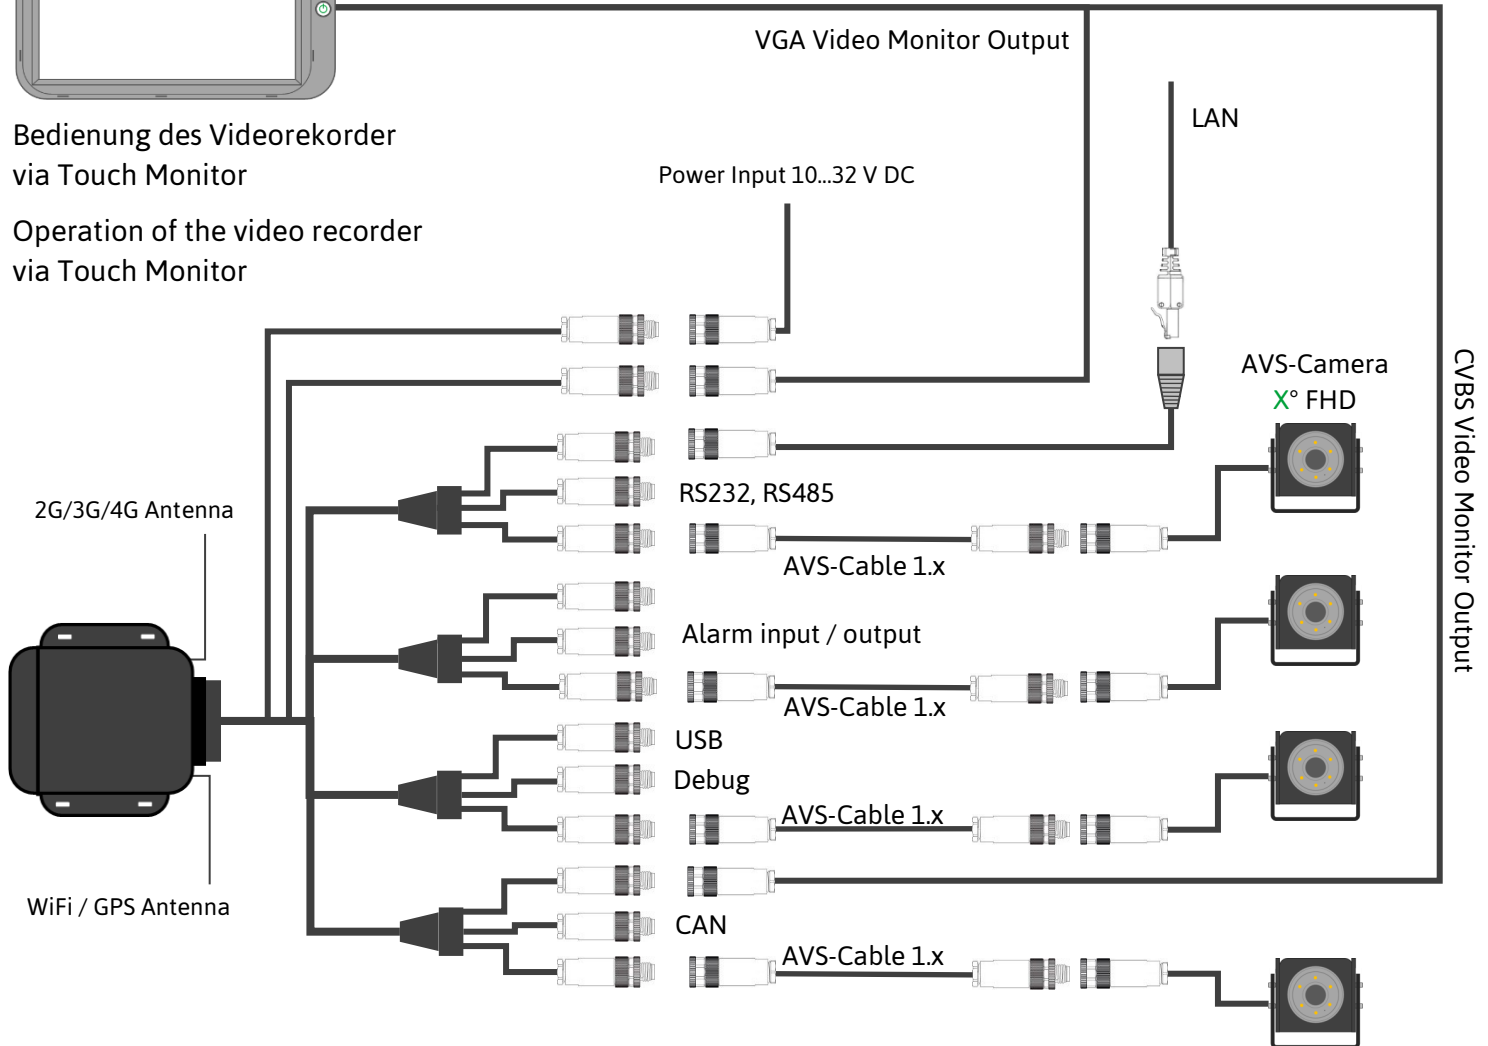 VGA Video Monitor Output
Bedienung des Videorekorder
via Touch Monitor
Operation of the video recorder
via Touch Monitor
LAN
Power Input 10...32 V DC
AVS-Camera
X° FHD
CVBS Video Monitor Output
2G/3G/4G Antenna
RS232, RS485
AVS-Cable 1.x
Alarm input / output
AVS-Cable 1.x
USB
Debug
AVS-Cable 1.x
WiFi / GPS Antenna
CAN
AVS-Cable 1.x